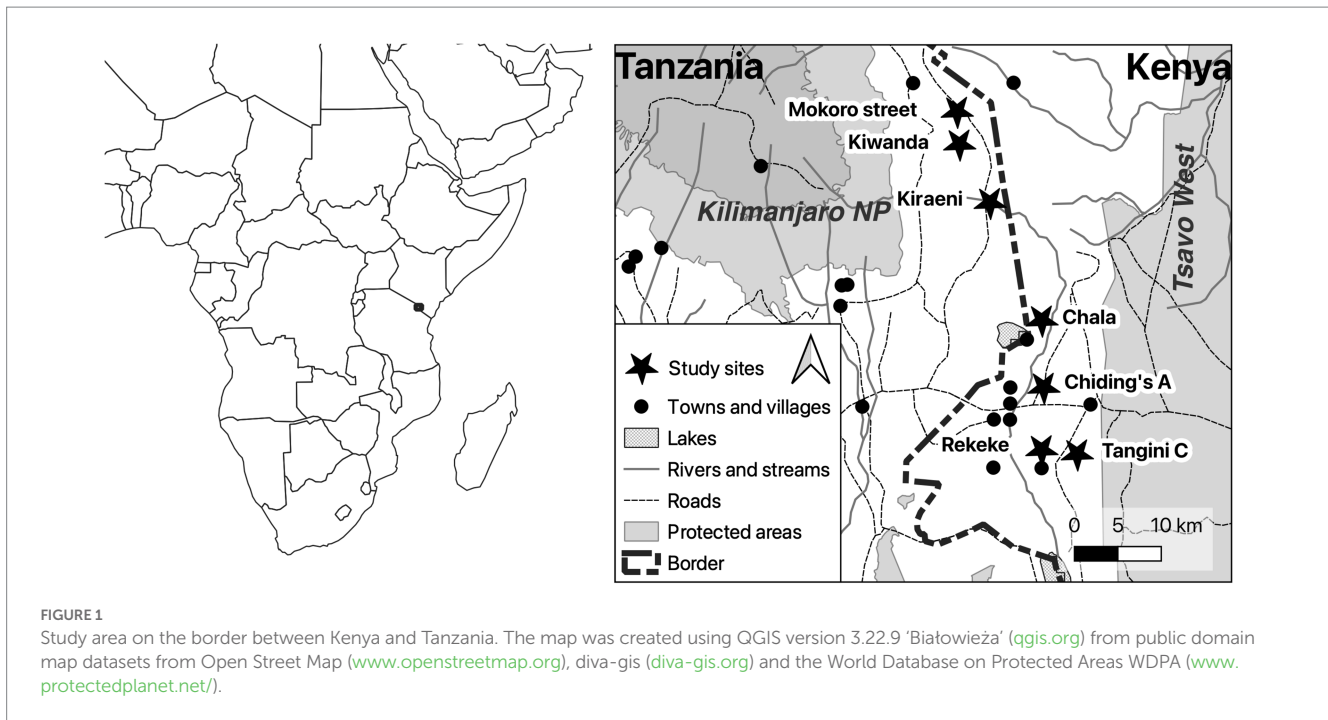 Tanzania
Kenya
Mokoro street
Kiwanda
Kiraeni
Kilimanjaro NP
Tsavo West
Chala
Chiding's A
Rekeke
Tangini C
Study sites
Towns and villages
Lakes
Rivers and streams
Roads
Protected areas
Border
0 5 10 km
FIGURE 1
Study area on the border between Kenya and Tanzania. The map was created using QGIS version 3.22.9 ‘Białowieża’ (qgis.org) from public domain
map datasets from Open Street Map (www.openstreetmap.org), diva-gis (diva-gis.org) and the World Database on Protected Areas WDPA (www.
protectedplanet.net/).